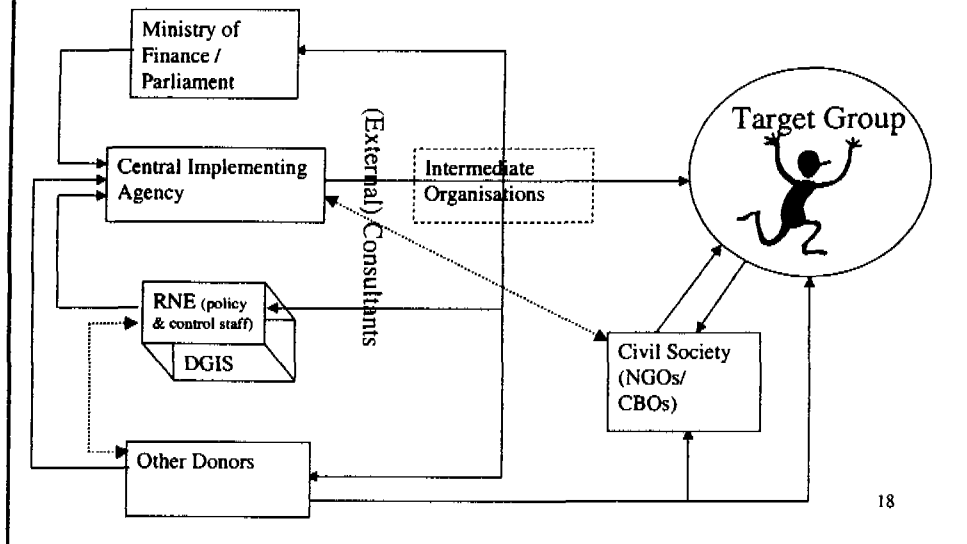 Ministry of
Finance /
Parliament
Target Group
(External) Consultants
Central Implementing
Agency
Intermediate
Organisations
RNE (policy
& control staff)
DGIS
Civil Society
(NGOs/
CBOs)
Other Donors
18